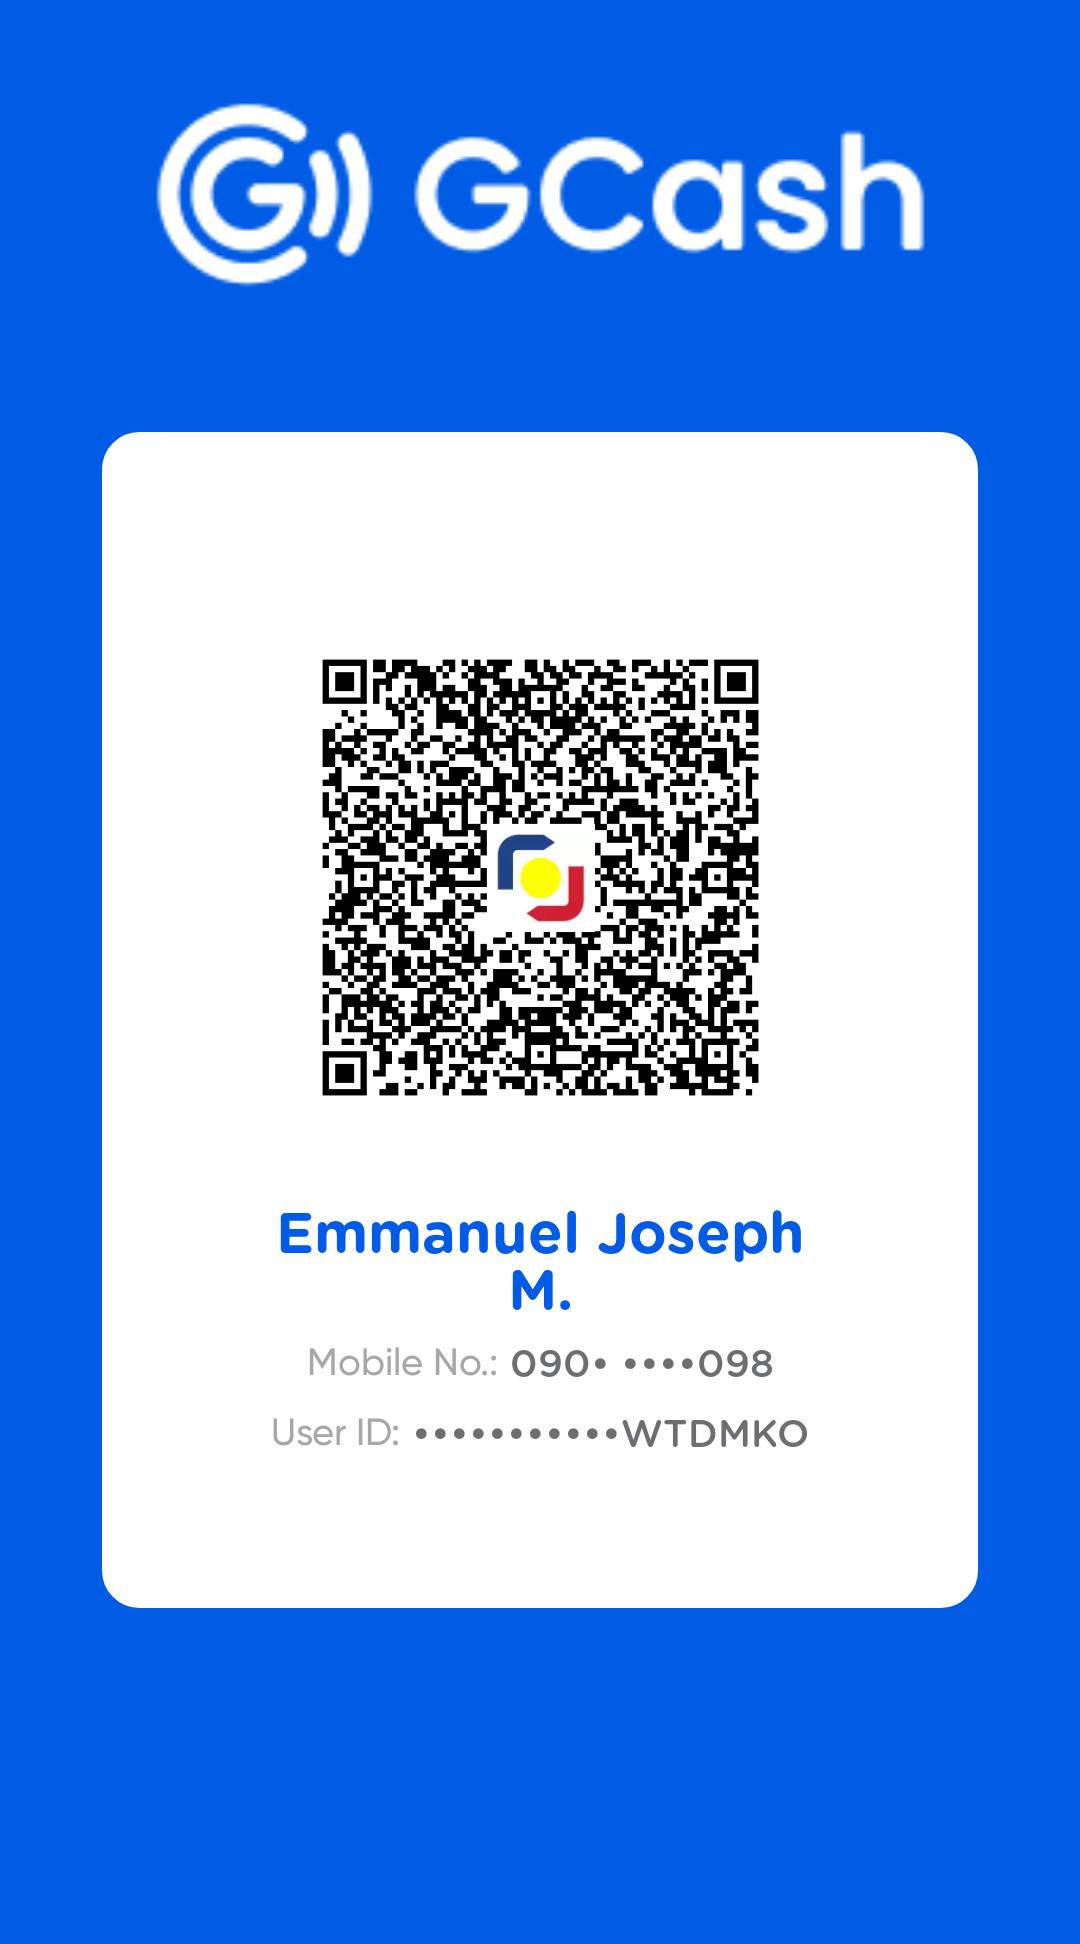 GCash
Emmanuel Joseph
M.
Mobile No.: 090• ••••098
User ID: •••••••••••WTDMKO